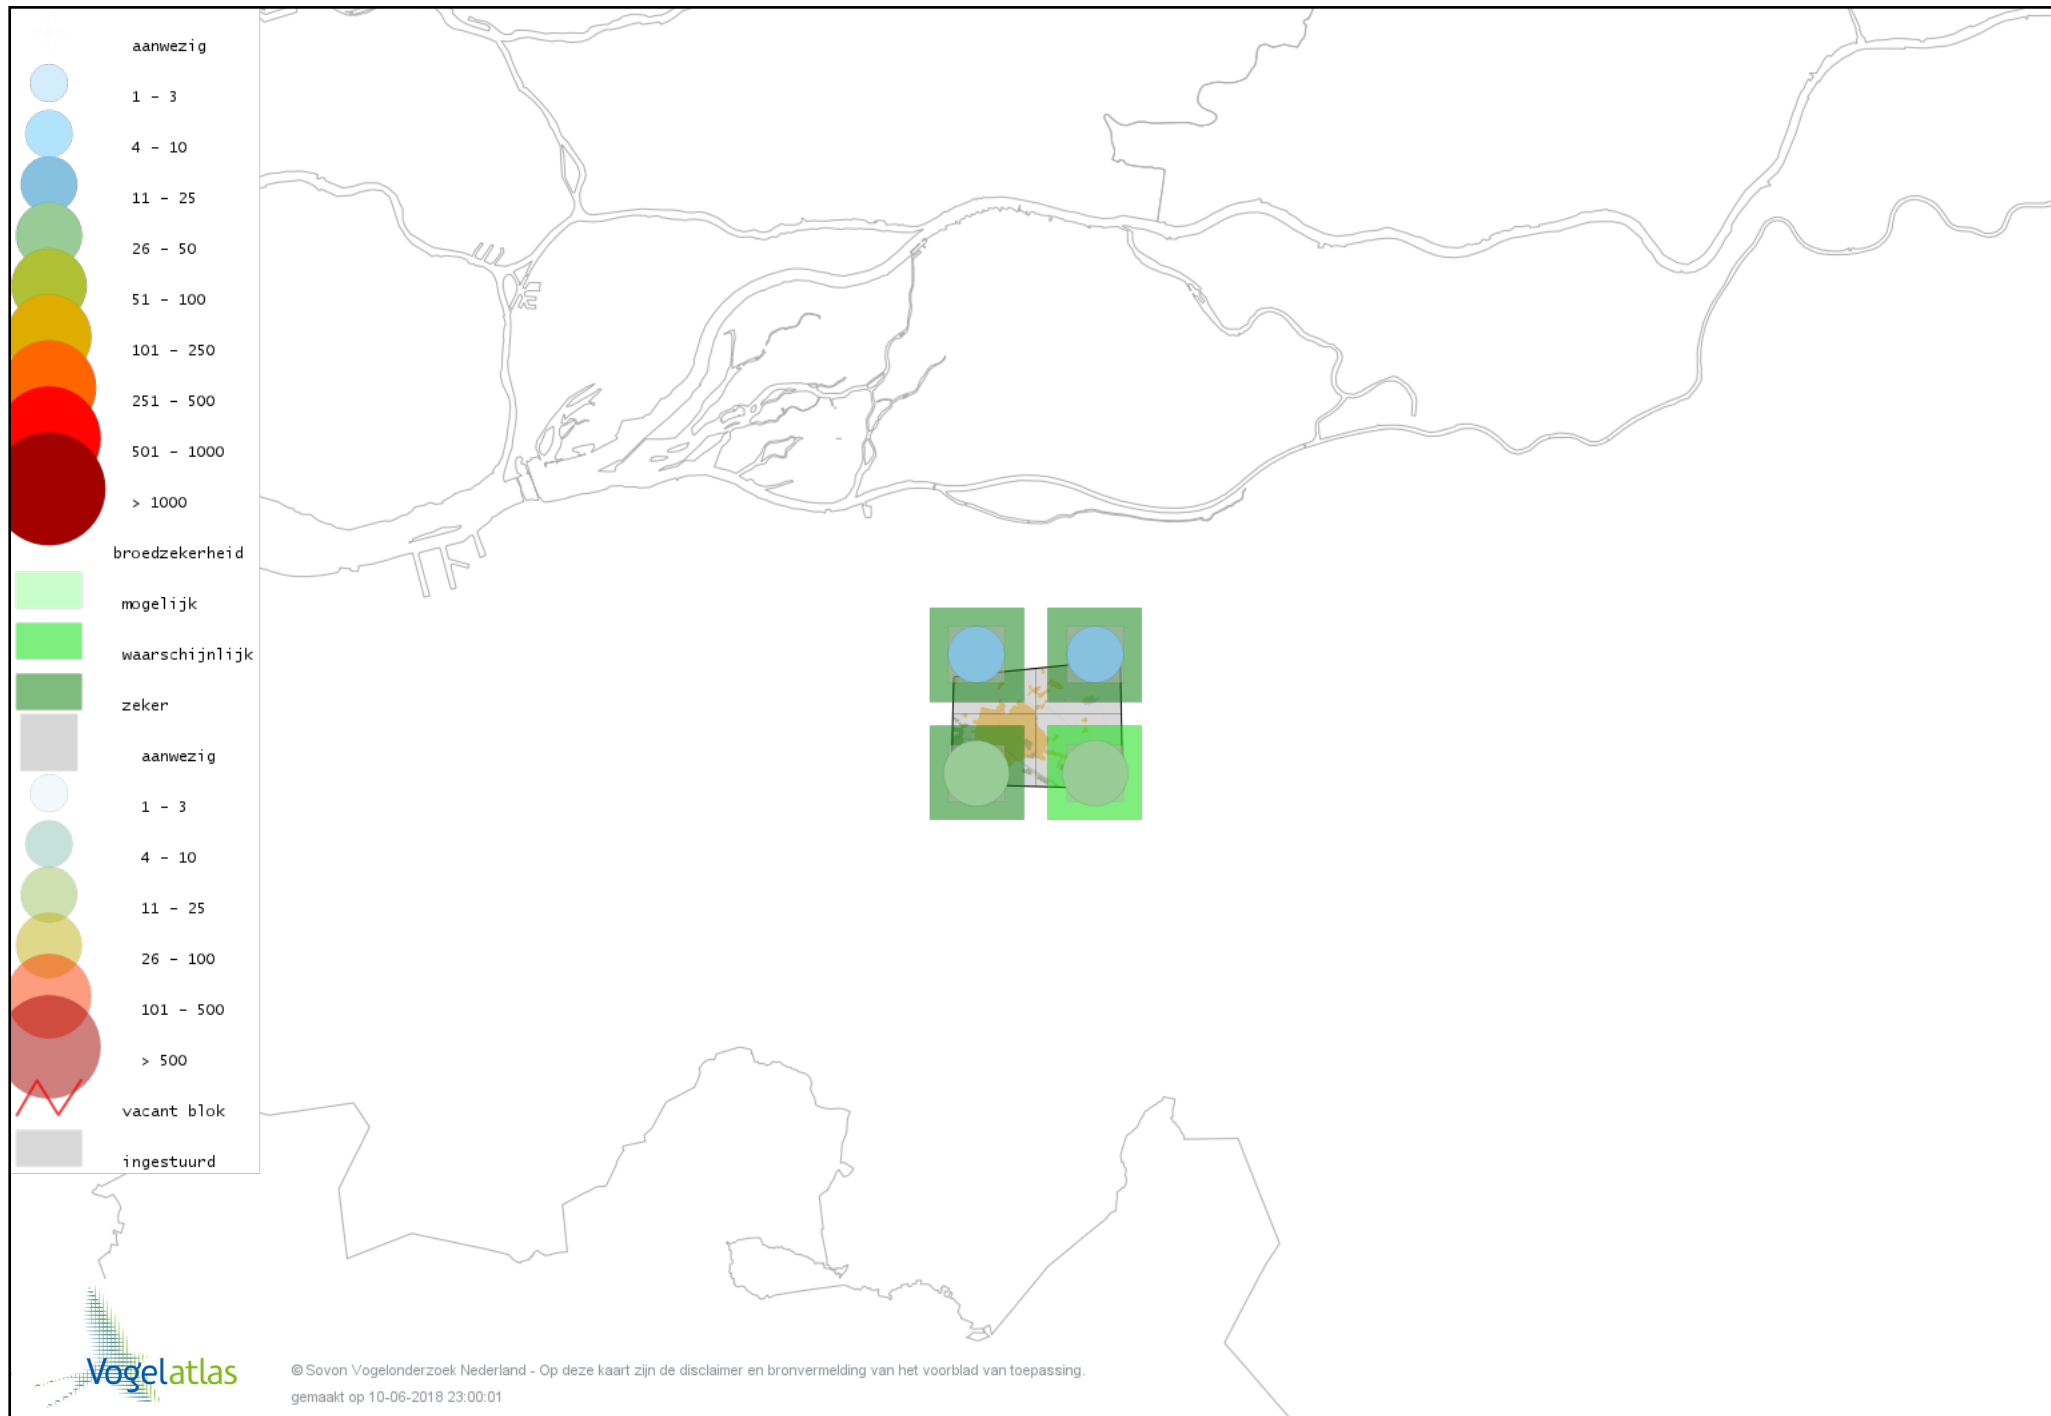 aanwezig
1 - 3
4 - 10
11 - 25
26 - 50
51 - 100
101 - 250
251 - 500
501 - 1000
> 1000
broedzekerheid
mogelijk
waarschijnlijk
zeker
aanwezig
1 - 3
4 - 10
11 - 25
26 - 100
101 - 500
> 500
vacant blok
ingestuurd
Vogelatlas
© Sovon Vogelonderzoek Nederland - Op deze kaart zijn de disclaimer en bronvermelding van het voorblad van toepassing.
gemaakt op 10-06-2018 23:00:01